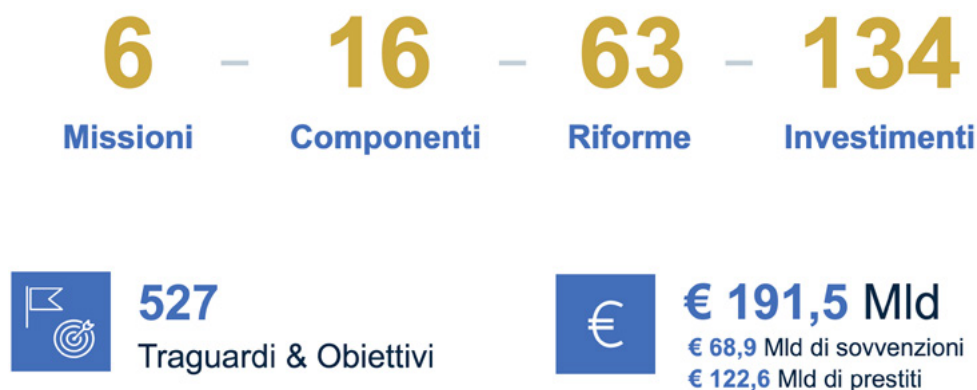 6 – 16 – 63 – 134
Missioni Componenti Riforme Investimenti
527
Traguardi & Obiettivi
€
€ 191,5 Mld
€ 68,9 Mld di sovvenzioni
€ 122,6 Mld di prestiti